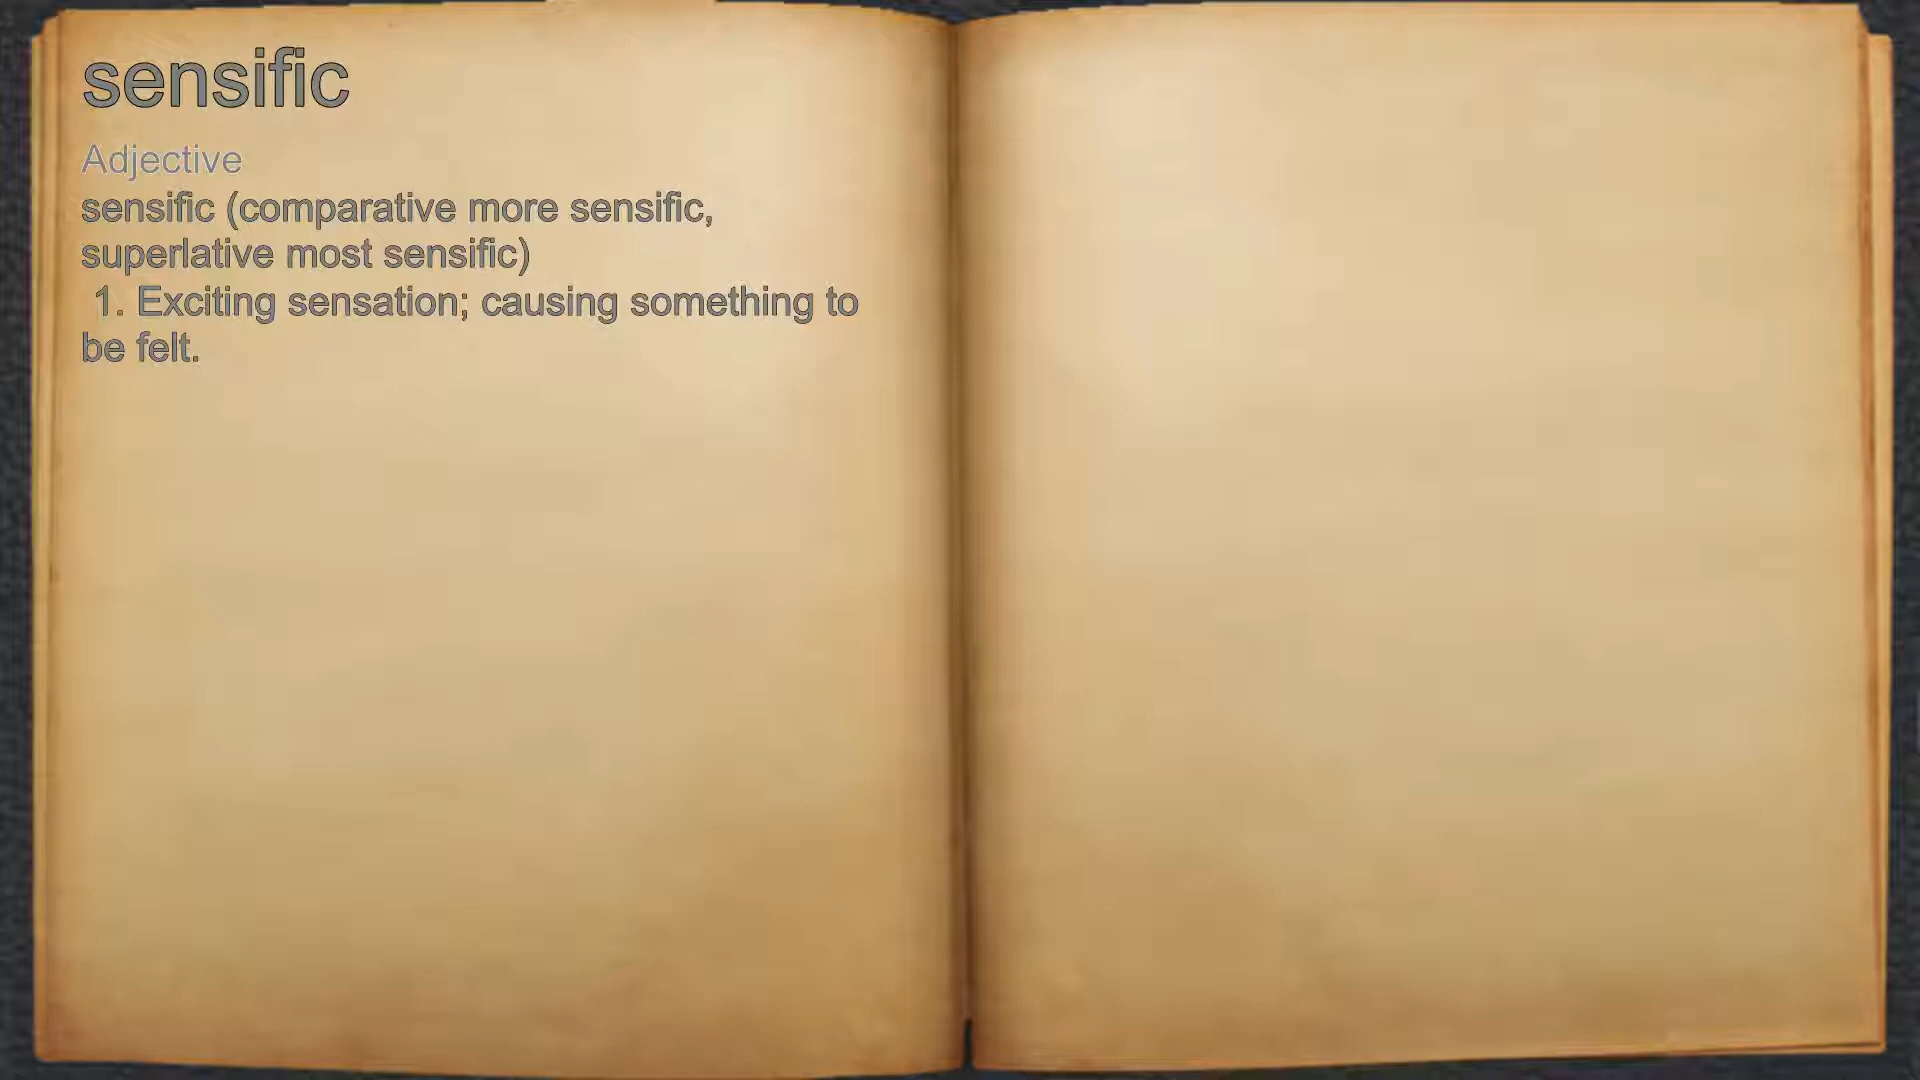 sensific
Adjective
sensific (comparative more sensific,
superlative most sensific)
1. Exciting sensation; causing something to
be felt.